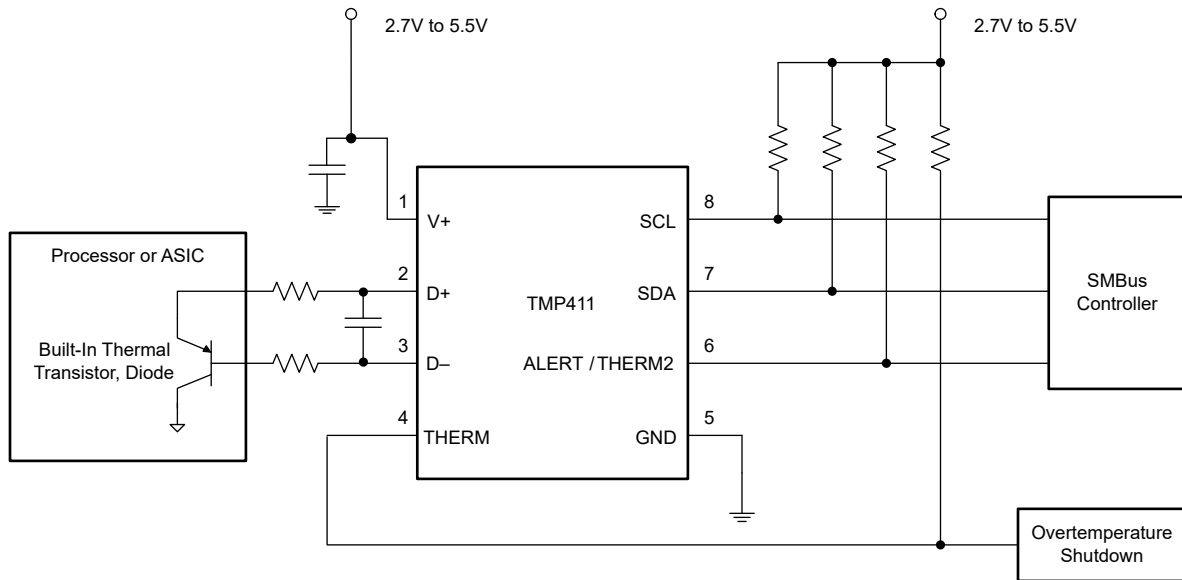 2.7V to 5.5V
2.7V to 5.5V
Processor or ASIC
Built-In Thermal
Transistor, Diode
1
V+
2
D+
3
D–
4
THERM
TMP411
8
SCL
7
SDA
6
ALERT / THERM2
5
GND
SMBus
Controller
Overtemperature
Shutdown